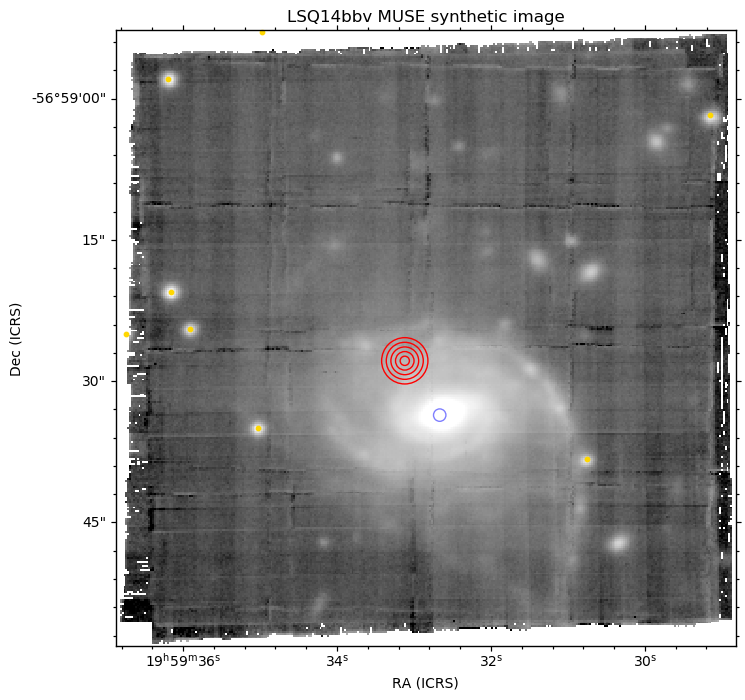 LSQ14bbv MUSE synthetic image
-56°59'00"
15"
30"
45"
Dec (ICRS)
19ʰ59ᵐ36ˢ
34ˢ
32ˢ
30ˢ
RA (ICRS)